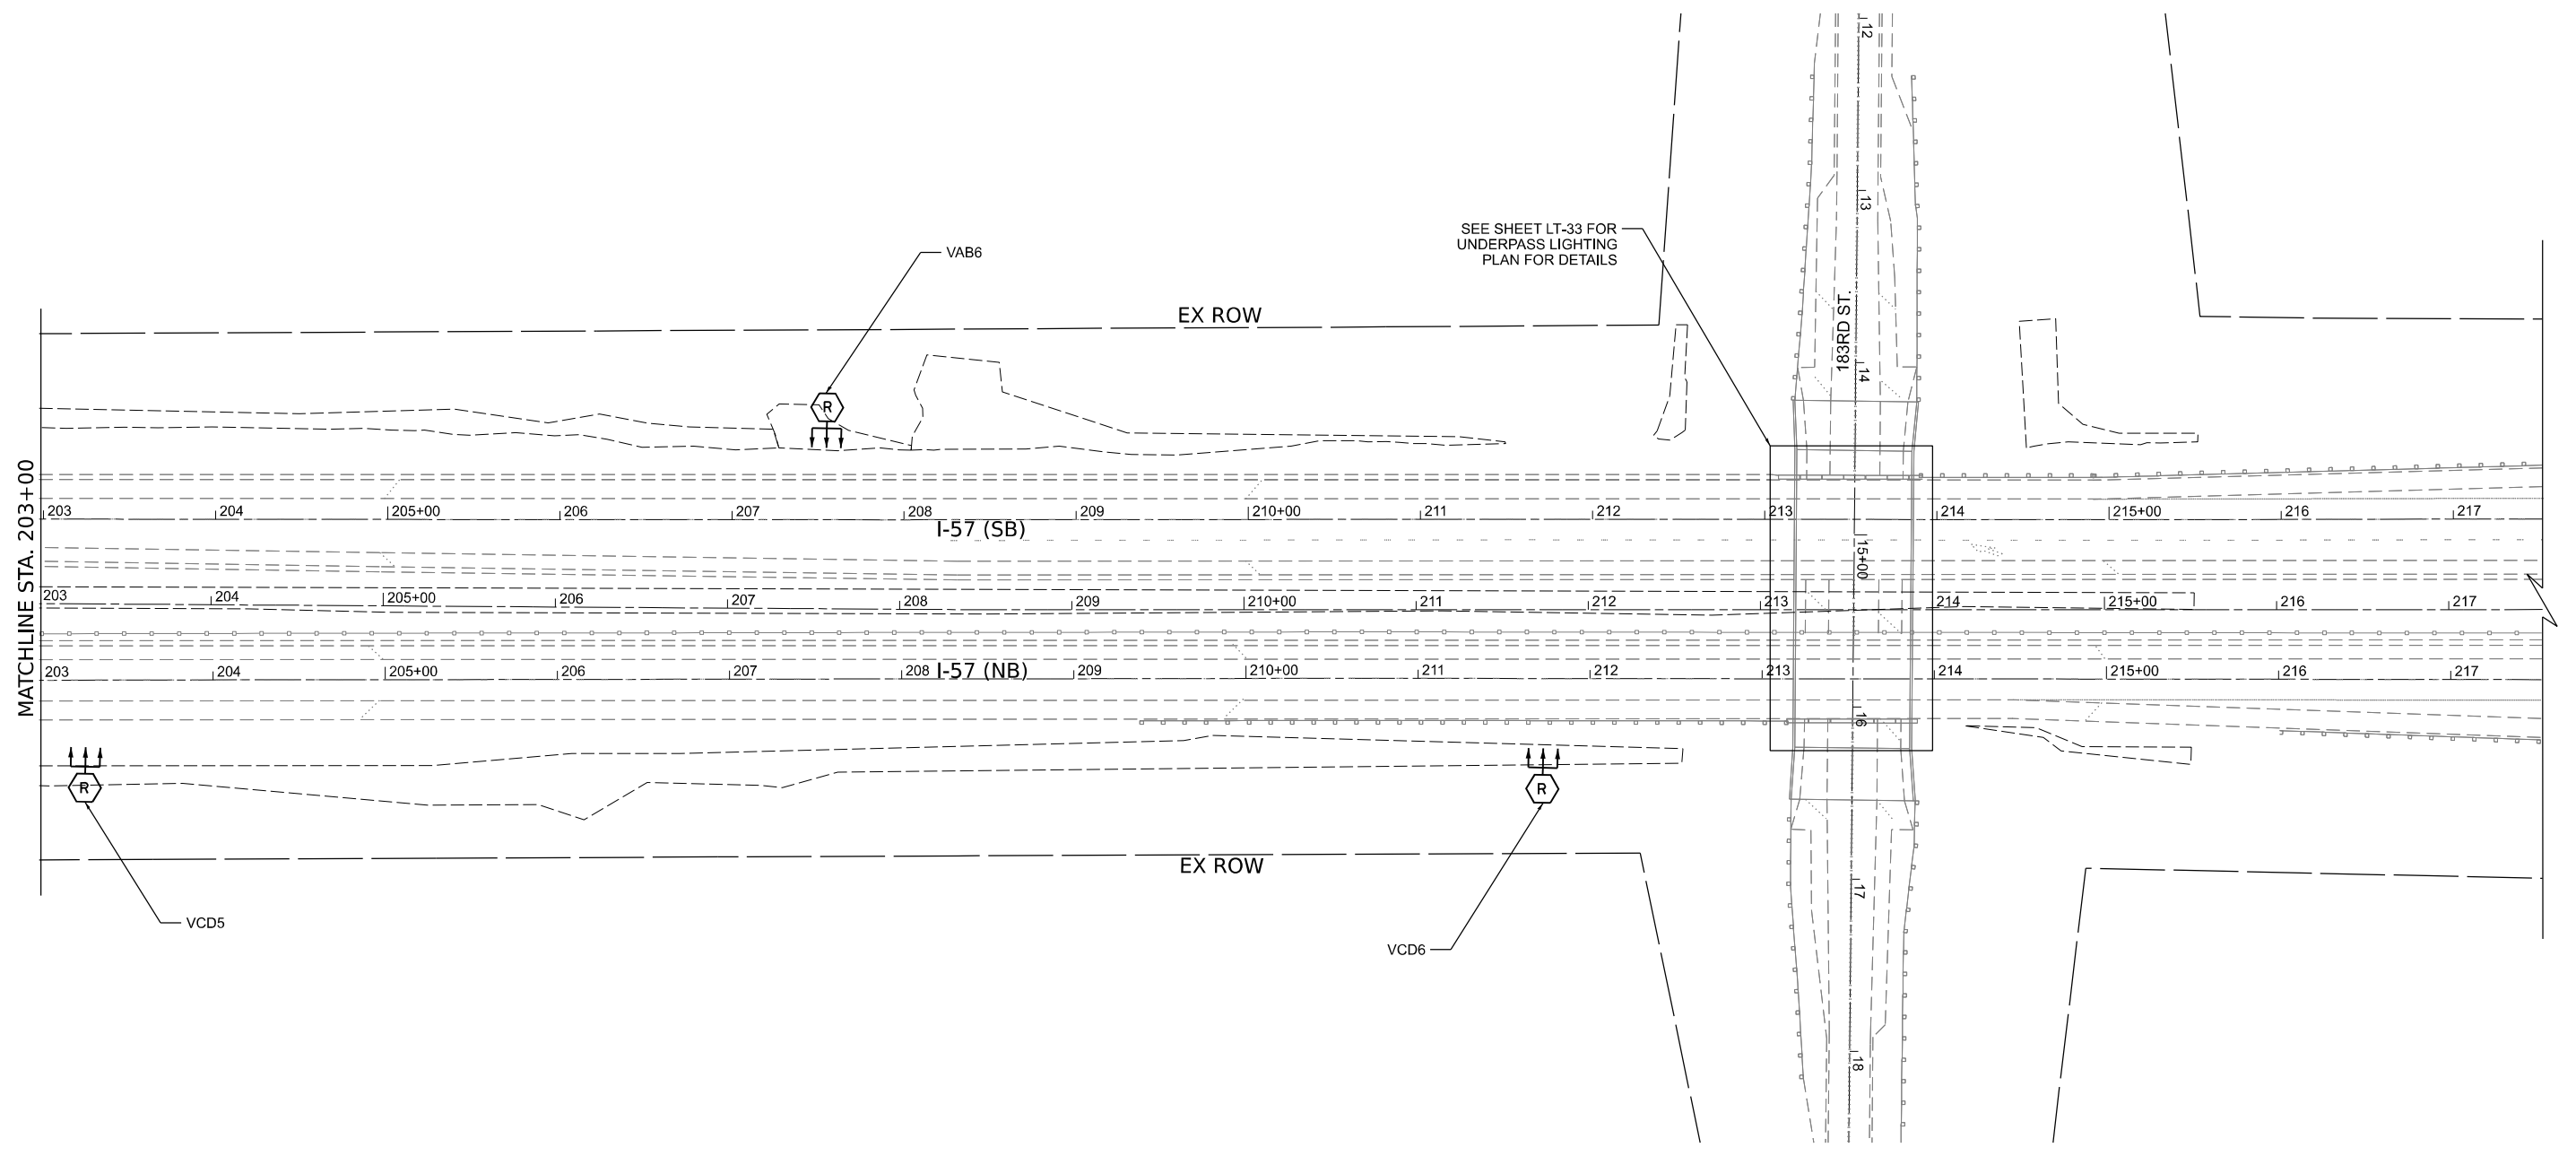 12
13
SEE SHEET LT-33 FOR
UNDERPASS LIGHTING
PLAN FOR DETAILS
VAB6
EX ROW
183RD ST.
14
R
MATCHLINE STA. 203+00
203 204 205+00 206 207 208 209 210+00 211 212 213 214 215+00 216 217
I-57 (SB)
15+00
203 204 205+00 206 207 208 209 210+00 211 212 213 214 215+00 216 217
203 204 205+00 206 207 208 209 210+00 211 212 213 214 215+00 216 217
I-57 (NB)
16
R
R
EX ROW
17
VCD5
VCD6
18